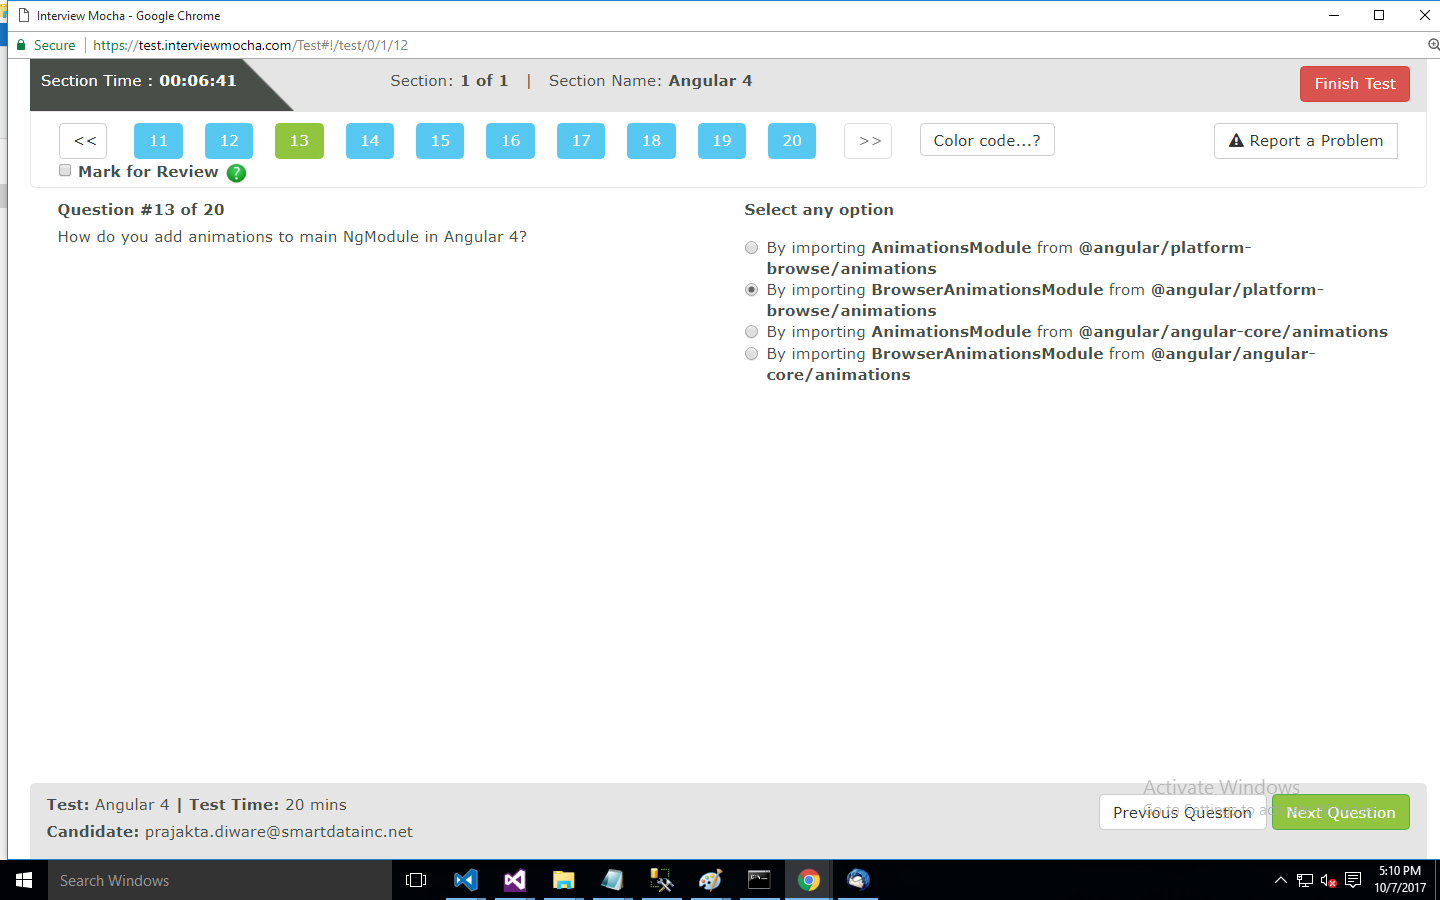 Interview Mocha - Google Chrome
Secure https://test.interviewmocha.com/Test#!/test/0/1/12
Section Time : 00:06:41 Section: 1 of 1 | Section Name: Angular 4 Finish Test
<< 11 12 13 14 15 16 17 18 19 20 >> Color code...? Report a Problem
Mark for Review ?
Question #13 of 20
How do you add animations to main NgModule in Angular 4?
Select any option
By importing AnimationsModule from @angular/platform-
browse/animations
By importing BrowserAnimationsModule from @angular/platform-
browse/animations
By importing AnimationsModule from @angular/angular-core/animations
By importing BrowserAnimationsModule from @angular/angular-
core/animations
Test: Angular 4 | Test Time: 20 mins
Candidate: prajakta.diware@smartdatainc.net
Activate Windows
Go to Settings to
Previous Question Next Question
Search Windows
5:10 PM
10/7/2017